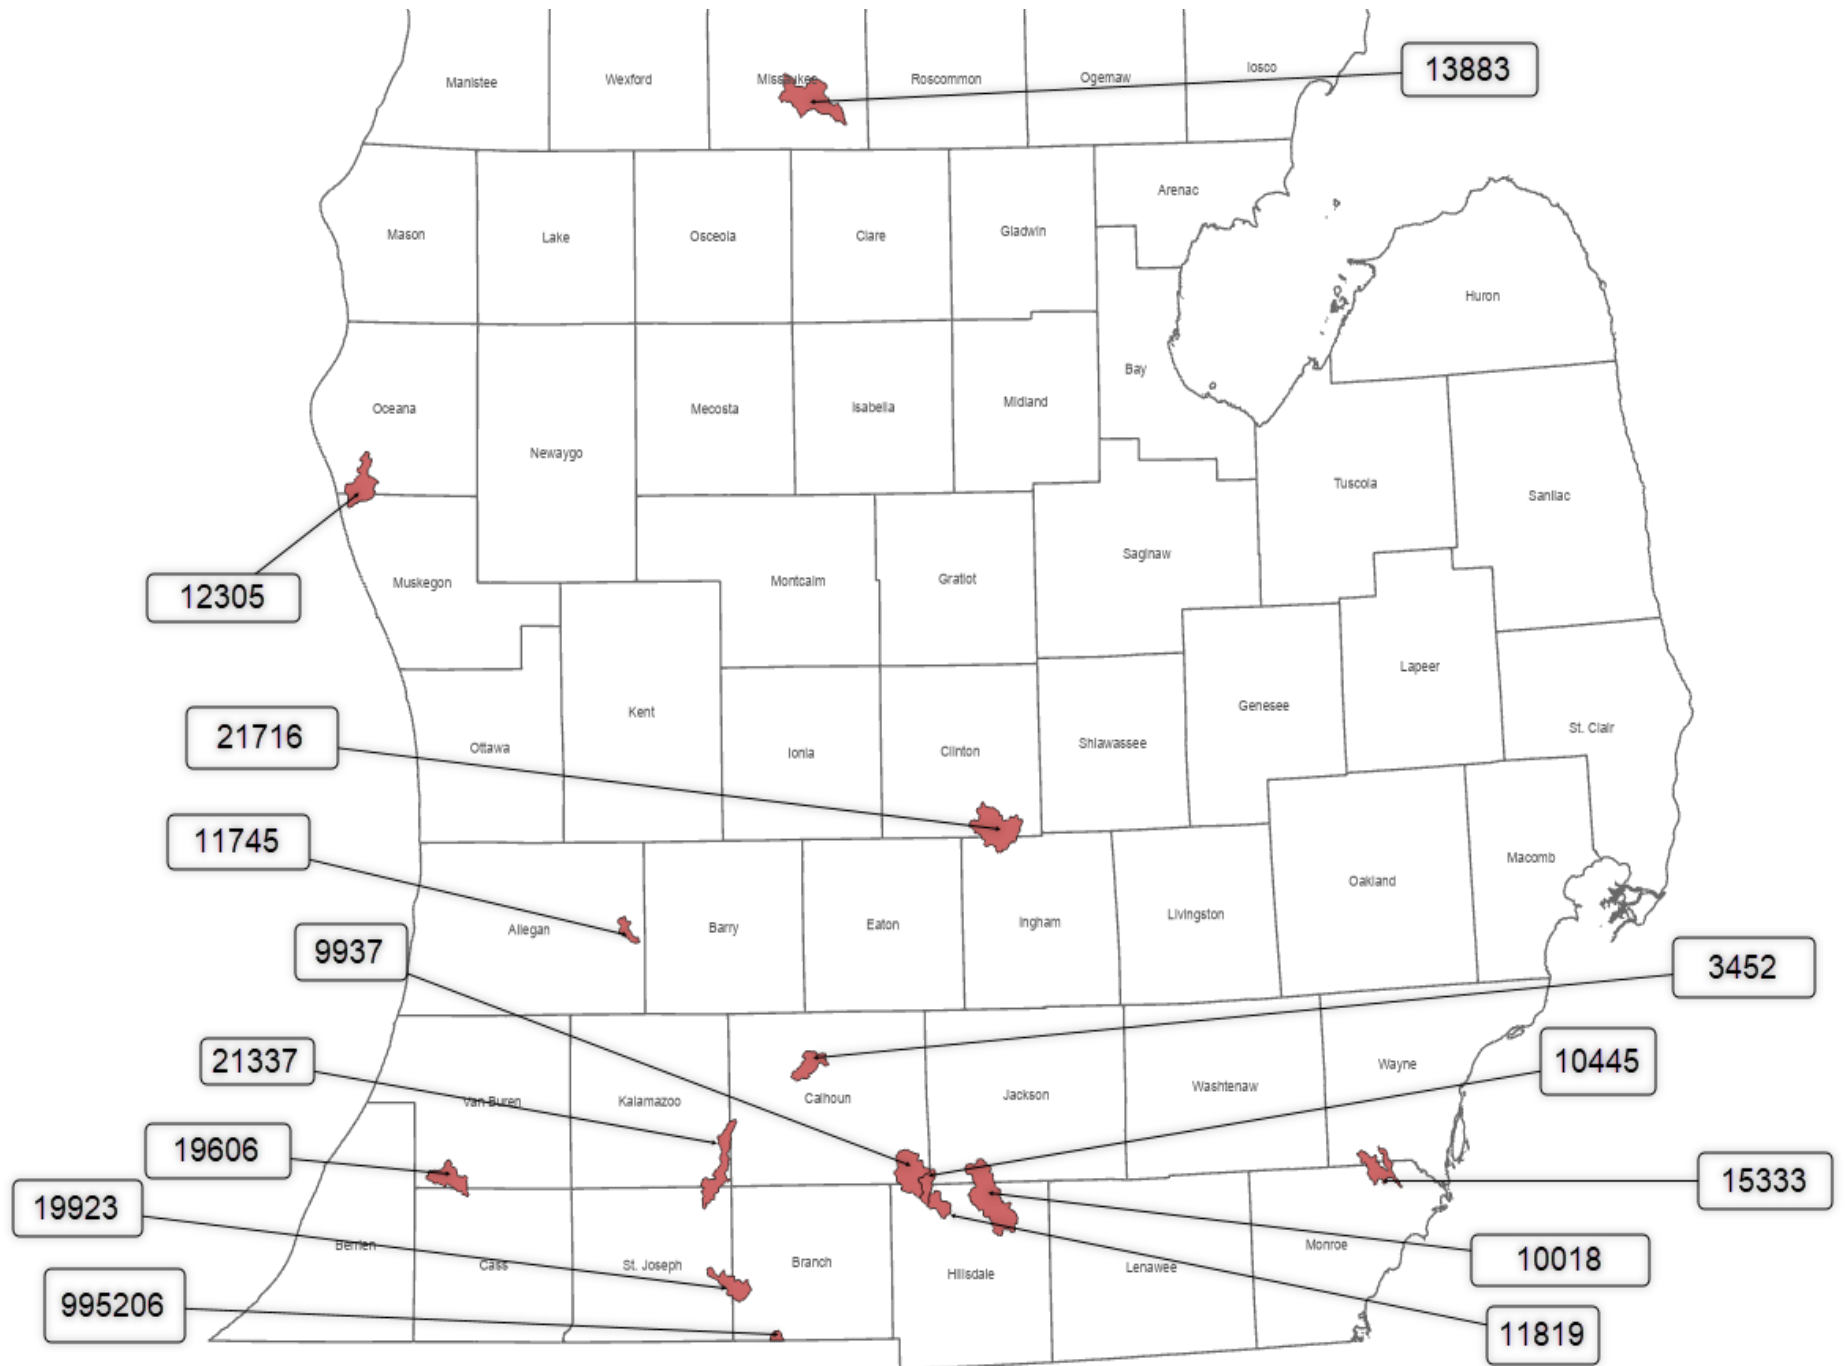 Manistee
Wexford
Missaukee
Roscommon
Ogemaw
Iosco
13883
Arenac
Mason
Lake
Osceola
Clare
Gladwin
Huron
Bay
Oceana
Mecosta
Isabella
Midland
Newaygo
Tuscola
Sanilac
Saginaw
12305
Muskegon
Montcalm
Gratiot
Lapeer
Kent
Genesee
21716
Ottawa
Ionia
Clinton
Shiawassee
St. Clair
11745
Macomb
Oakland
Allegan
Barry
Eaton
Ingham
Livingston
9937
3452
21337
Wayne
10445
Van Buren
Kalamazoo
Calhoun
Jackson
Washtenaw
19606
15333
19923
Berrien
Cass
St. Joseph
Branch
Hillsdale
Lenawee
Monroe
10018
995206
11819